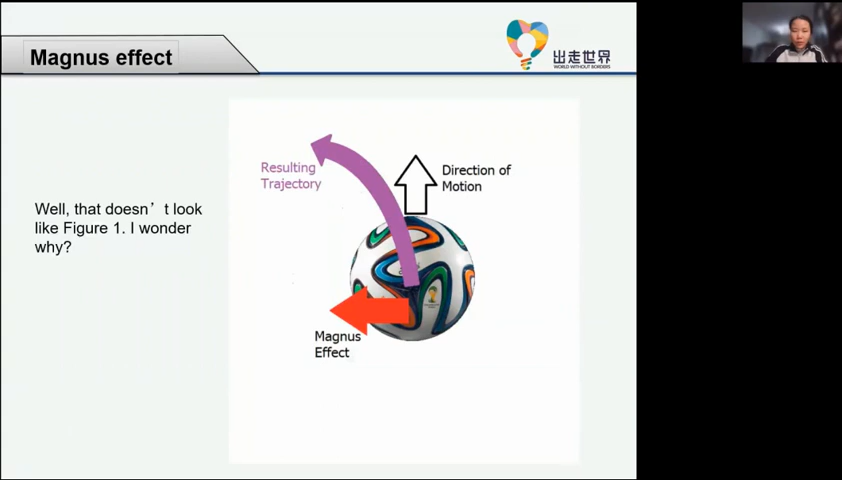 Magnus effect
出走世界
WORLD WITHOUT BORDERS
Resulting
Trajectory
Direction of
Motion
Well, that doesn’t look
like Figure 1. I wonder
why?
Magnus
Effect